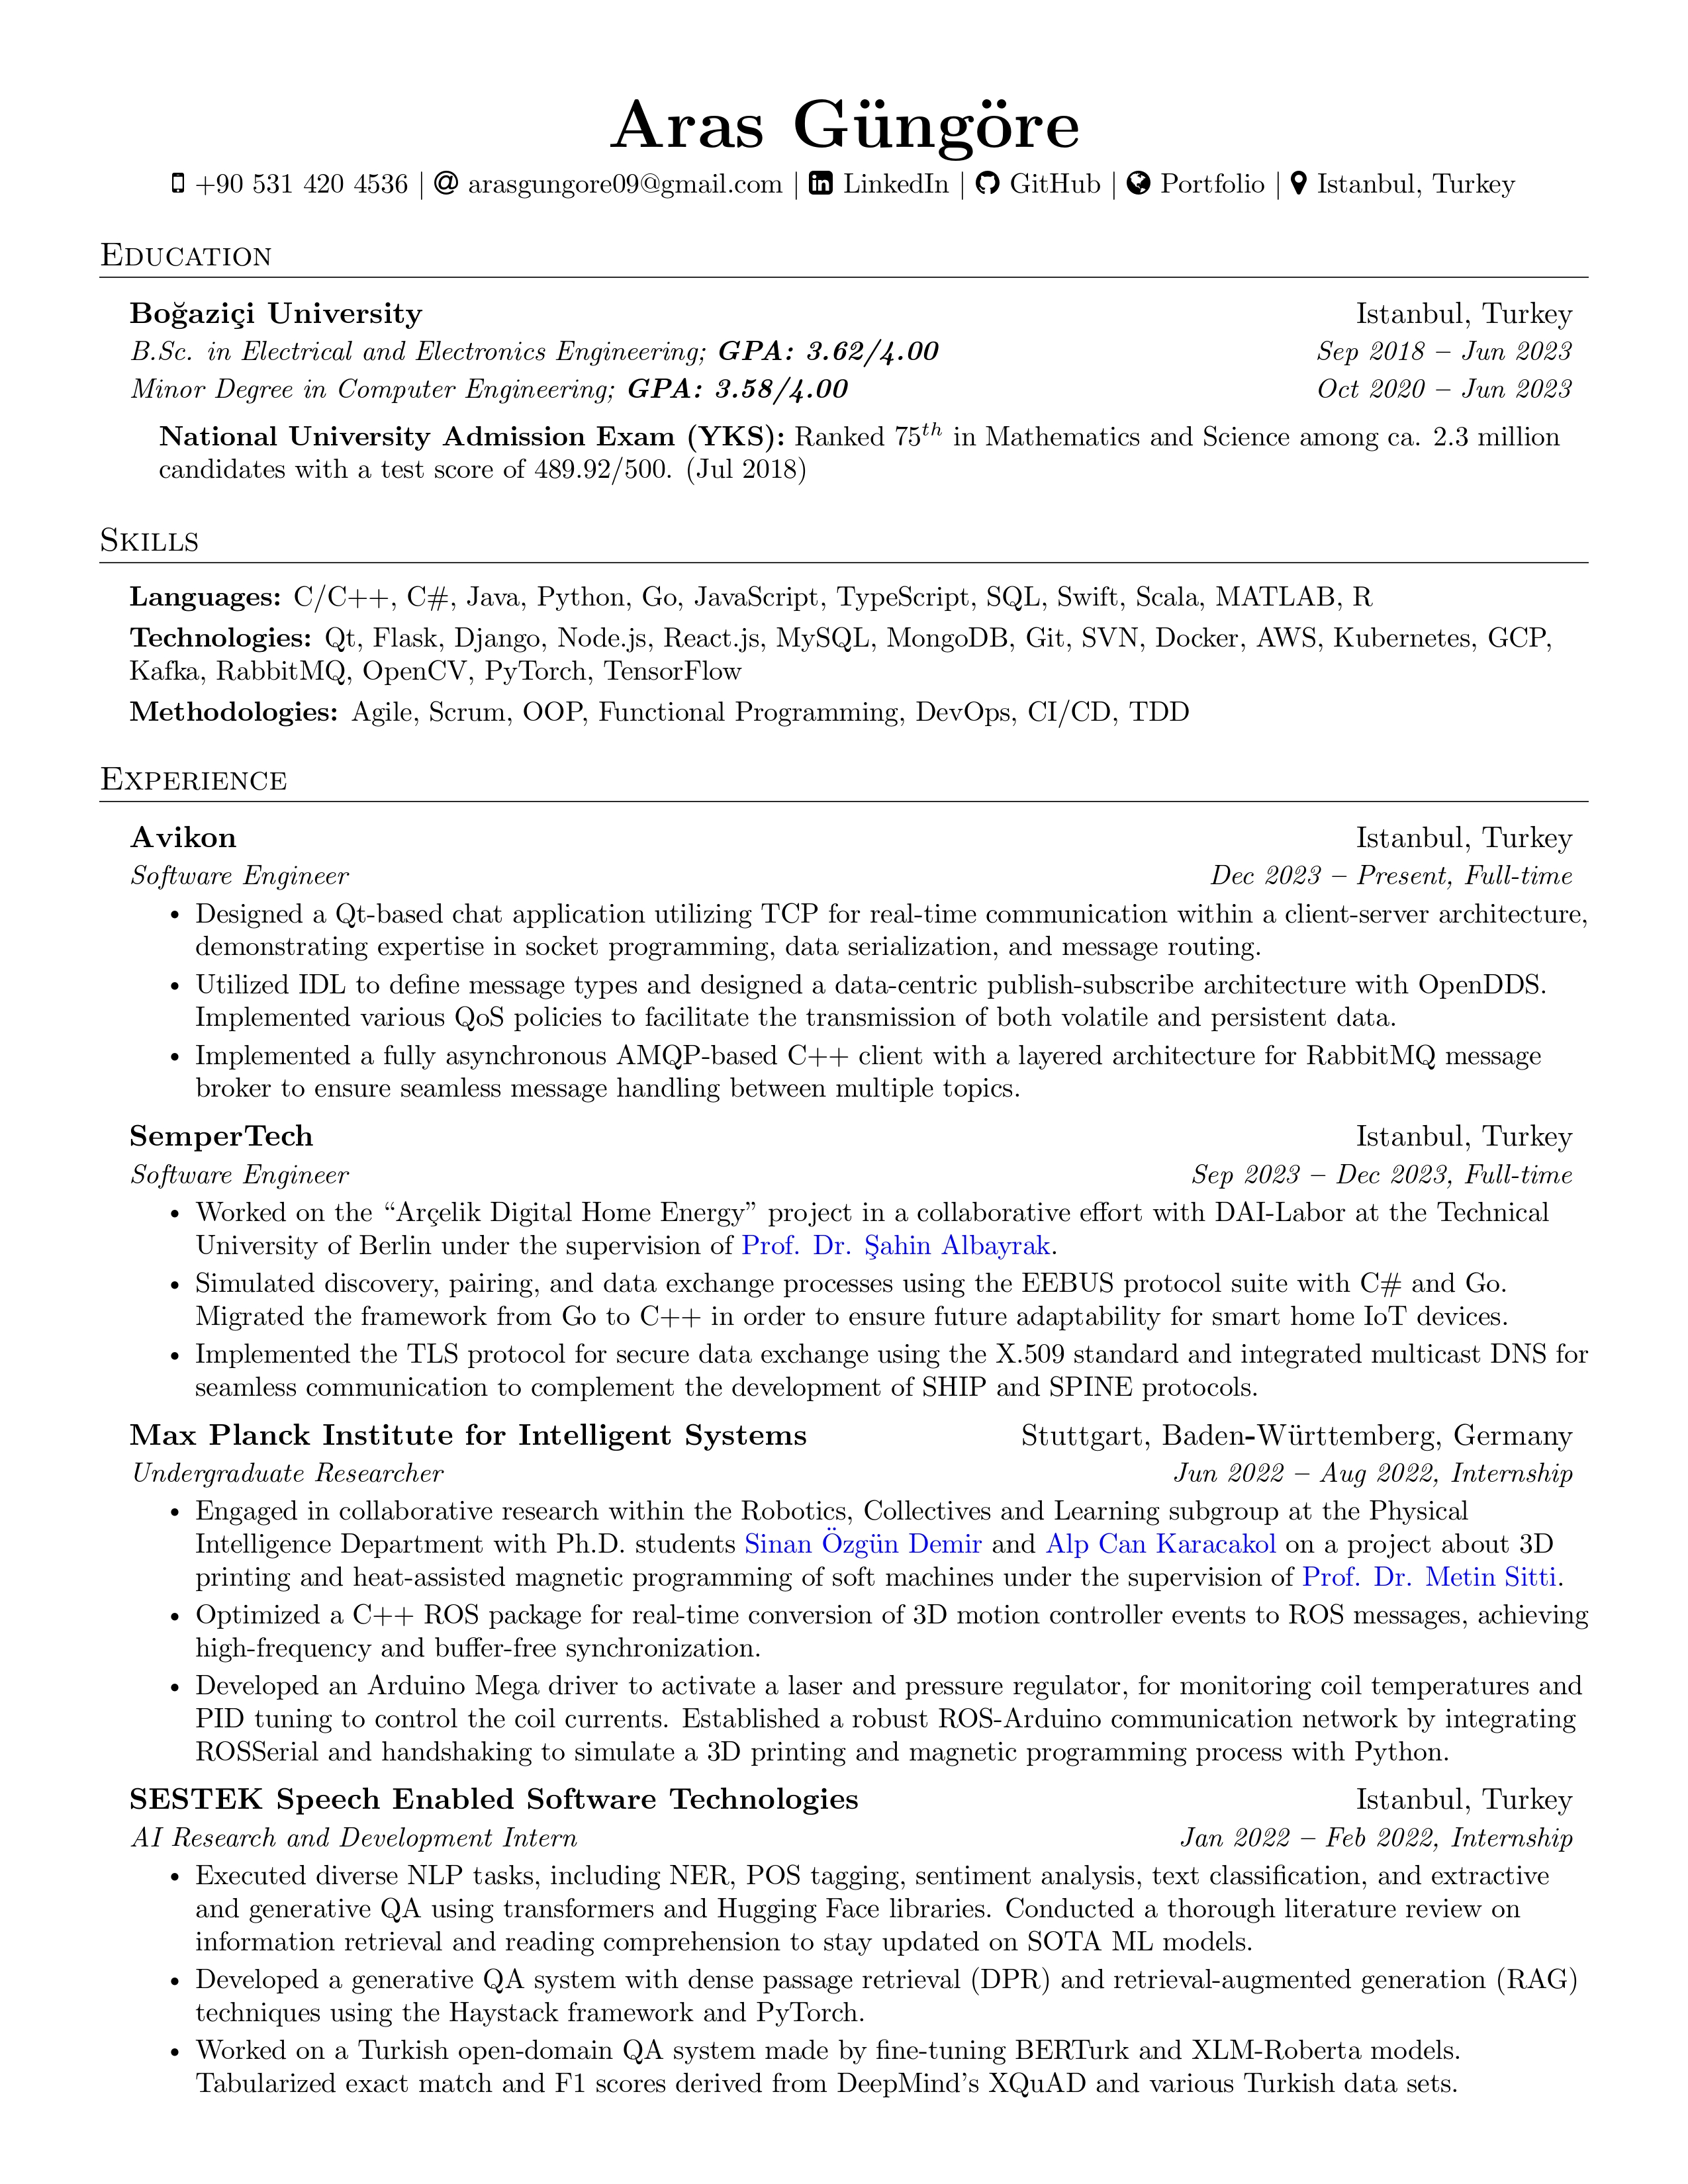 Aras Güngöre
+90 531 420 4536 | arasgungore09@gmail.com | LinkedIn | GitHub | Portfolio | Istanbul, Turkey
Education
Boğaziçi University Istanbul, Turkey
B.Sc. in Electrical and Electronics Engineering; GPA: 3.62/4.00 Sep 2018 – Jun 2023
Minor Degree in Computer Engineering; GPA: 3.58/4.00 Oct 2020 – Jun 2023
National University Admission Exam (YKS): Ranked 75th in Mathematics and Science among ca. 2.3 million
candidates with a test score of 489.92/500. (Jul 2018)
Skills
Languages: C/C++, C#, Java, Python, Go, JavaScript, TypeScript, SQL, Swift, Scala, MATLAB, R
Technologies: Qt, Flask, Django, Node.js, React.js, MySQL, MongoDB, Git, SVN, Docker, AWS, Kubernetes, GCP,
Kafka, RabbitMQ, OpenCV, PyTorch, TensorFlow
Methodologies: Agile, Scrum, OOP, Functional Programming, DevOps, CI/CD, TDD
Experience
Avikon Istanbul, Turkey
Software Engineer Dec 2023 – Present, Full-time
• Designed a Qt-based chat application utilizing TCP for real-time communication within a client-server architecture,
demonstrating expertise in socket programming, data serialization, and message routing.
• Utilized IDL to define message types and designed a data-centric publish-subscribe architecture with OpenDDS.
Implemented various QoS policies to facilitate the transmission of both volatile and persistent data.
• Implemented a fully asynchronous AMQP-based C++ client with a layered architecture for RabbitMQ message
broker to ensure seamless message handling between multiple topics.
SemperTech Istanbul, Turkey
Software Engineer Sep 2023 – Dec 2023, Full-time
• Worked on the “Arçelik Digital Home Energy” project in a collaborative effort with DAI-Labor at the Technical
University of Berlin under the supervision of Prof. Dr. Şahin Albayrak.
• Simulated discovery, pairing, and data exchange processes using the EEBUS protocol suite with C# and Go.
Migrated the framework from Go to C++ in order to ensure future adaptability for smart home IoT devices.
• Implemented the TLS protocol for secure data exchange using the X.509 standard and integrated multicast DNS for
seamless communication to complement the development of SHIP and SPINE protocols.
Max Planck Institute for Intelligent Systems Stuttgart, Baden-Württemberg, Germany
Undergraduate Researcher Jun 2022 – Aug 2022, Internship
• Engaged in collaborative research within the Robotics, Collectives and Learning subgroup at the Physical
Intelligence Department with Ph.D. students Sinan Özgün Demir and Alp Can Karacakol on a project about 3D
printing and heat-assisted magnetic programming of soft machines under the supervision of Prof. Dr. Metin Sitti.
• Optimized a C++ ROS package for real-time conversion of 3D motion controller events to ROS messages, achieving
high-frequency and buffer-free synchronization.
• Developed an Arduino Mega driver to activate a laser and pressure regulator, for monitoring coil temperatures and
PID tuning to control the coil currents. Established a robust ROS-Arduino communication network by integrating
ROSSerial and handshaking to simulate a 3D printing and magnetic programming process with Python.
SESTEK Speech Enabled Software Technologies Istanbul, Turkey
AI Research and Development Intern Jan 2022 – Feb 2022, Internship
• Executed diverse NLP tasks, including NER, POS tagging, sentiment analysis, text classification, and extractive
and generative QA using transformers and Hugging Face libraries. Conducted a thorough literature review on
information retrieval and reading comprehension to stay updated on SOTA ML models.
• Developed a generative QA system with dense passage retrieval (DPR) and retrieval-augmented generation (RAG)
techniques using the Haystack framework and PyTorch.
• Worked on a Turkish open-domain QA system made by fine-tuning BERTurk and XLM-Roberta models.
Tabularized exact match and F1 scores derived from DeepMind’s XQuAD and various Turkish data sets.